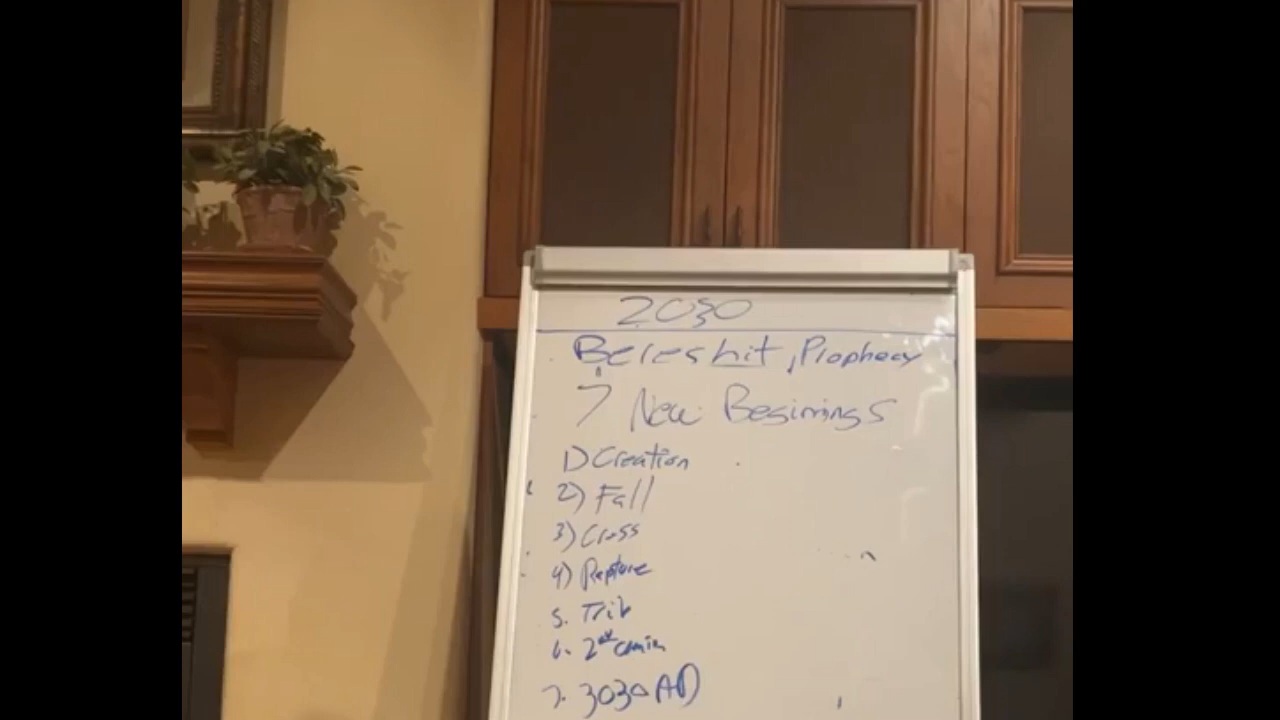 2030
Bereshit, Prophecy
7 New Beginnings
1) Creation
2) Fall
3) Cross
4) Rapture
5. Trib
6. 2nd comin
7. 3030 AD